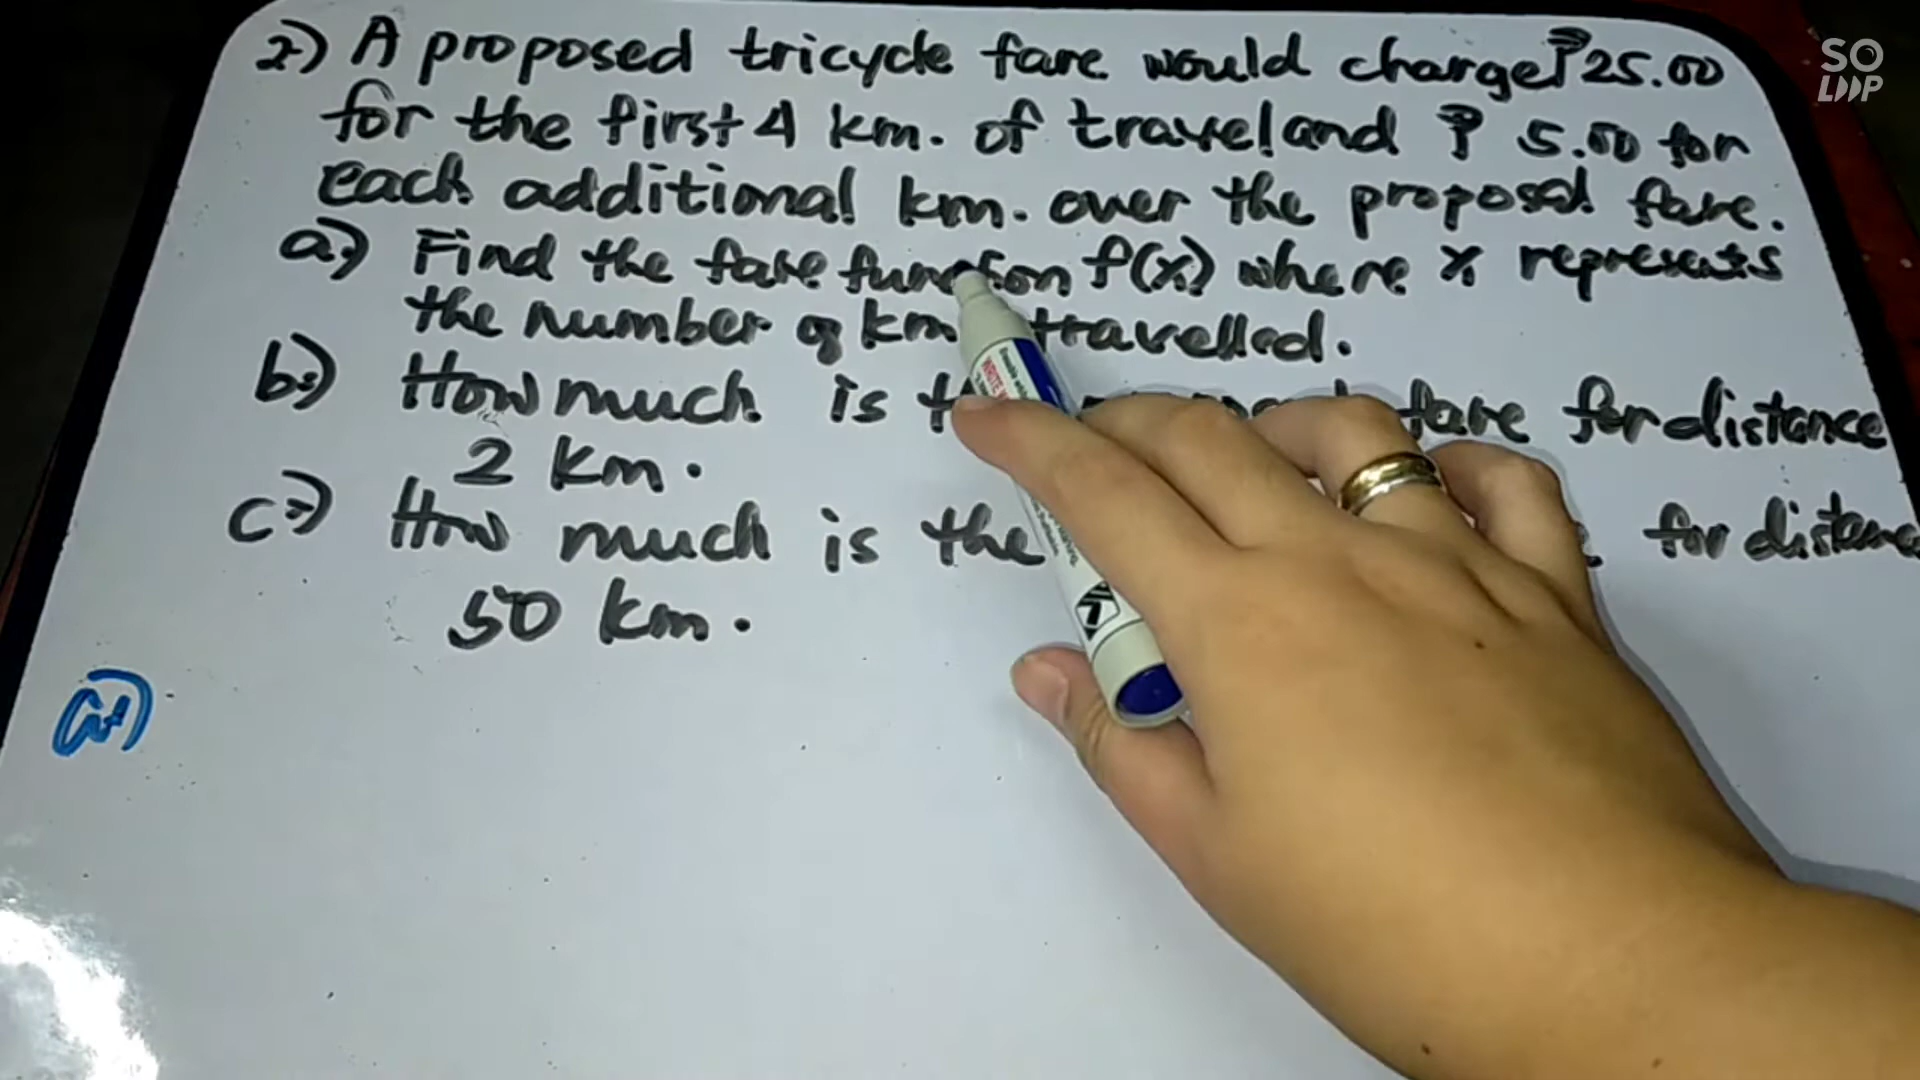 2.) A proposed tricycle fare would charge ₱25.00
for the first 4 km. of travel and ₱ 5.00 for
each additional km. over the proposed fare.
a.) Find the fare function f(x) where x represents
the number of km travelled.
b.) How much is fare for distance
2 km.
c.) How much is the for distance
50 km.
a.)
SO
LOOP